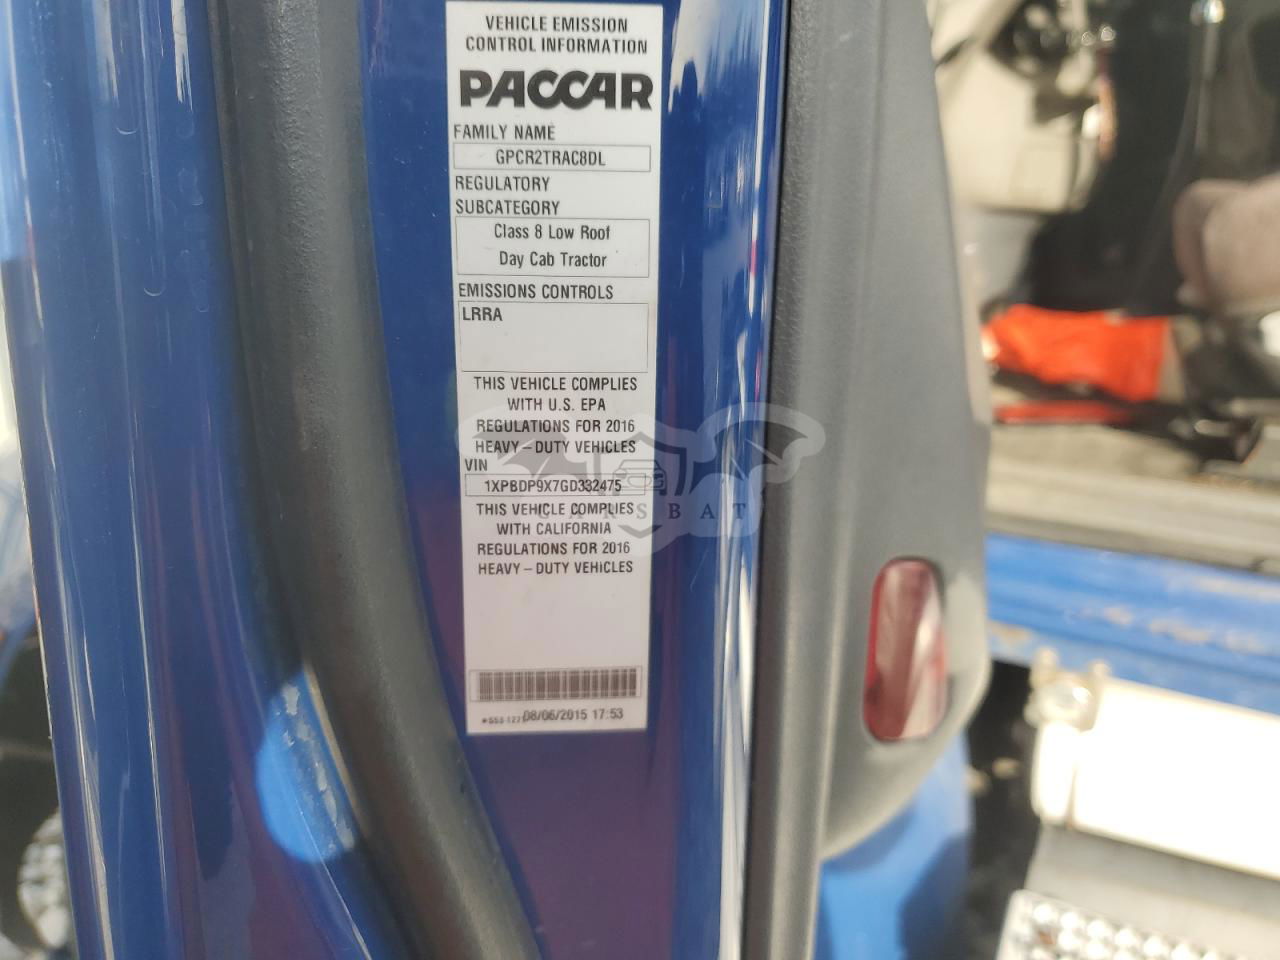 VEHICLE EMISSION
CONTROL INFORMATION
PACCAR
FAMILY NAME
GPCR2TRAC8DL
REGULATORY
SUBCATEGORY
Class 8 Low Roof
Day Cab Tractor
EMISSIONS CONTROLS
LRRA
THIS VEHICLE COMPLIES
WITH U.S. EPA
REGULATIONS FOR 2016
HEAVY-DUTY VEHICLES
VIN
1XPBDP9X7GD332475
CARSBAT
THIS VEHICLE COMPLIES
WITH CALIFORNIA
REGULATIONS FOR 2016
HEAVY-DUTY VEHICLES
08/06/2015 17:53